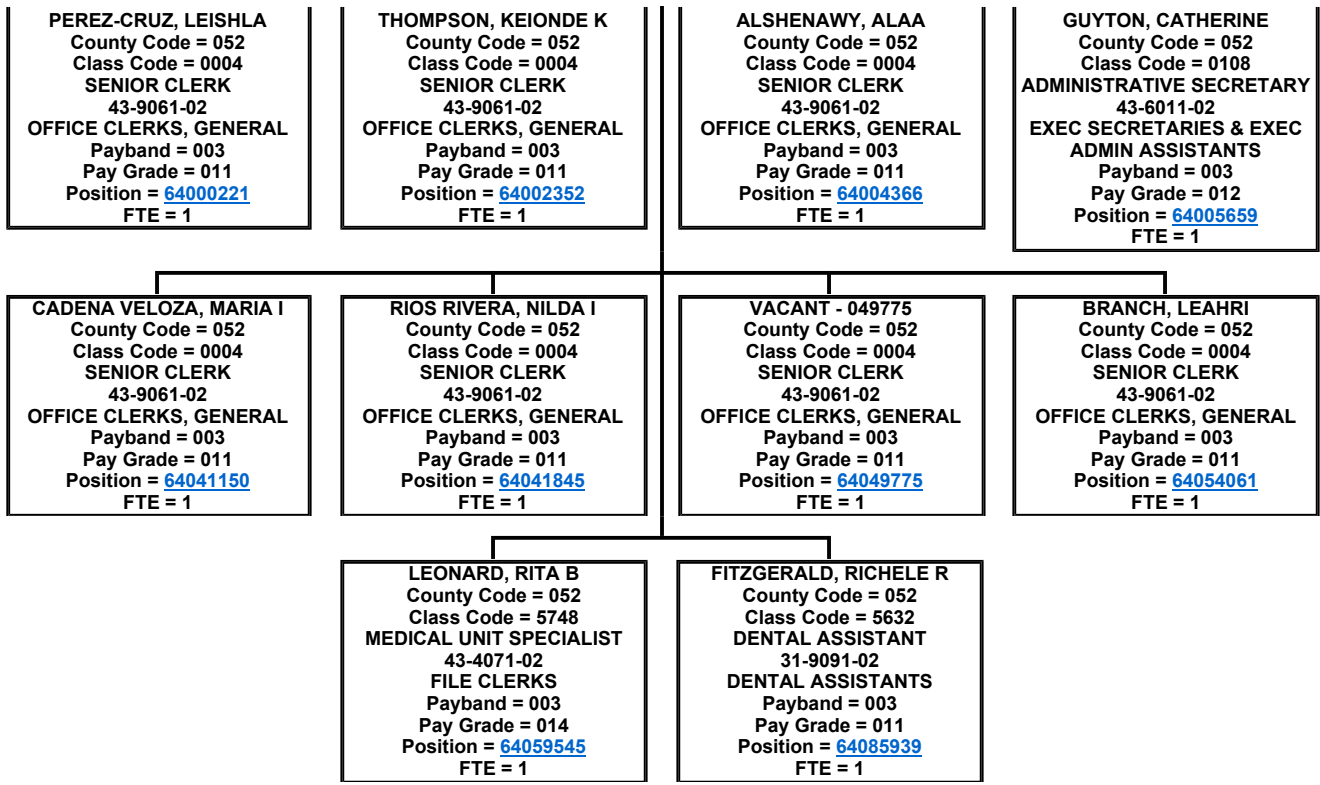 PEREZ-CRUZ, LEISHLA
County Code = 052
Class Code = 0004
SENIOR CLERK
43-9061-02
OFFICE CLERKS, GENERAL
Payband = 003
Pay Grade = 011
Position = 64000221
FTE = 1
THOMPSON, KEIONDE K
County Code = 052
Class Code = 0004
SENIOR CLERK
43-9061-02
OFFICE CLERKS, GENERAL
Payband = 003
Pay Grade = 011
Position = 64002352
FTE = 1
ALSHENAWY, ALAA
County Code = 052
Class Code = 0004
SENIOR CLERK
43-9061-02
OFFICE CLERKS, GENERAL
Payband = 003
Pay Grade = 011
Position = 64004366
FTE = 1
GUYTON, CATHERINE
County Code = 052
Class Code = 0108
ADMINISTRATIVE SECRETARY
43-6011-02
EXEC SECRETARIES & EXEC
ADMIN ASSISTANTS
Payband = 003
Pay Grade = 012
Position = 64005659
FTE = 1
CADENA VELOZA, MARIA I
County Code = 052
Class Code = 0004
SENIOR CLERK
43-9061-02
OFFICE CLERKS, GENERAL
Payband = 003
Pay Grade = 011
Position = 64041150
FTE = 1
RIOS RIVERA, NILDA I
County Code = 052
Class Code = 0004
SENIOR CLERK
43-9061-02
OFFICE CLERKS, GENERAL
Payband = 003
Pay Grade = 011
Position = 64041845
FTE = 1
VACANT - 049775
County Code = 052
Class Code = 0004
SENIOR CLERK
43-9061-02
OFFICE CLERKS, GENERAL
Payband = 003
Pay Grade = 011
Position = 64049775
FTE = 1
BRANCH, LEAHRI
County Code = 052
Class Code = 0004
SENIOR CLERK
43-9061-02
OFFICE CLERKS, GENERAL
Payband = 003
Pay Grade = 011
Position = 64054061
FTE = 1
LEONARD, RITA B
County Code = 052
Class Code = 5748
MEDICAL UNIT SPECIALIST
43-4071-02
FILE CLERKS
Payband = 003
Pay Grade = 014
Position = 64059545
FTE = 1
FITZGERALD, RICHELE R
County Code = 052
Class Code = 5632
DENTAL ASSISTANT
31-9091-02
DENTAL ASSISTANTS
Payband = 003
Pay Grade = 011
Position = 64085939
FTE = 1